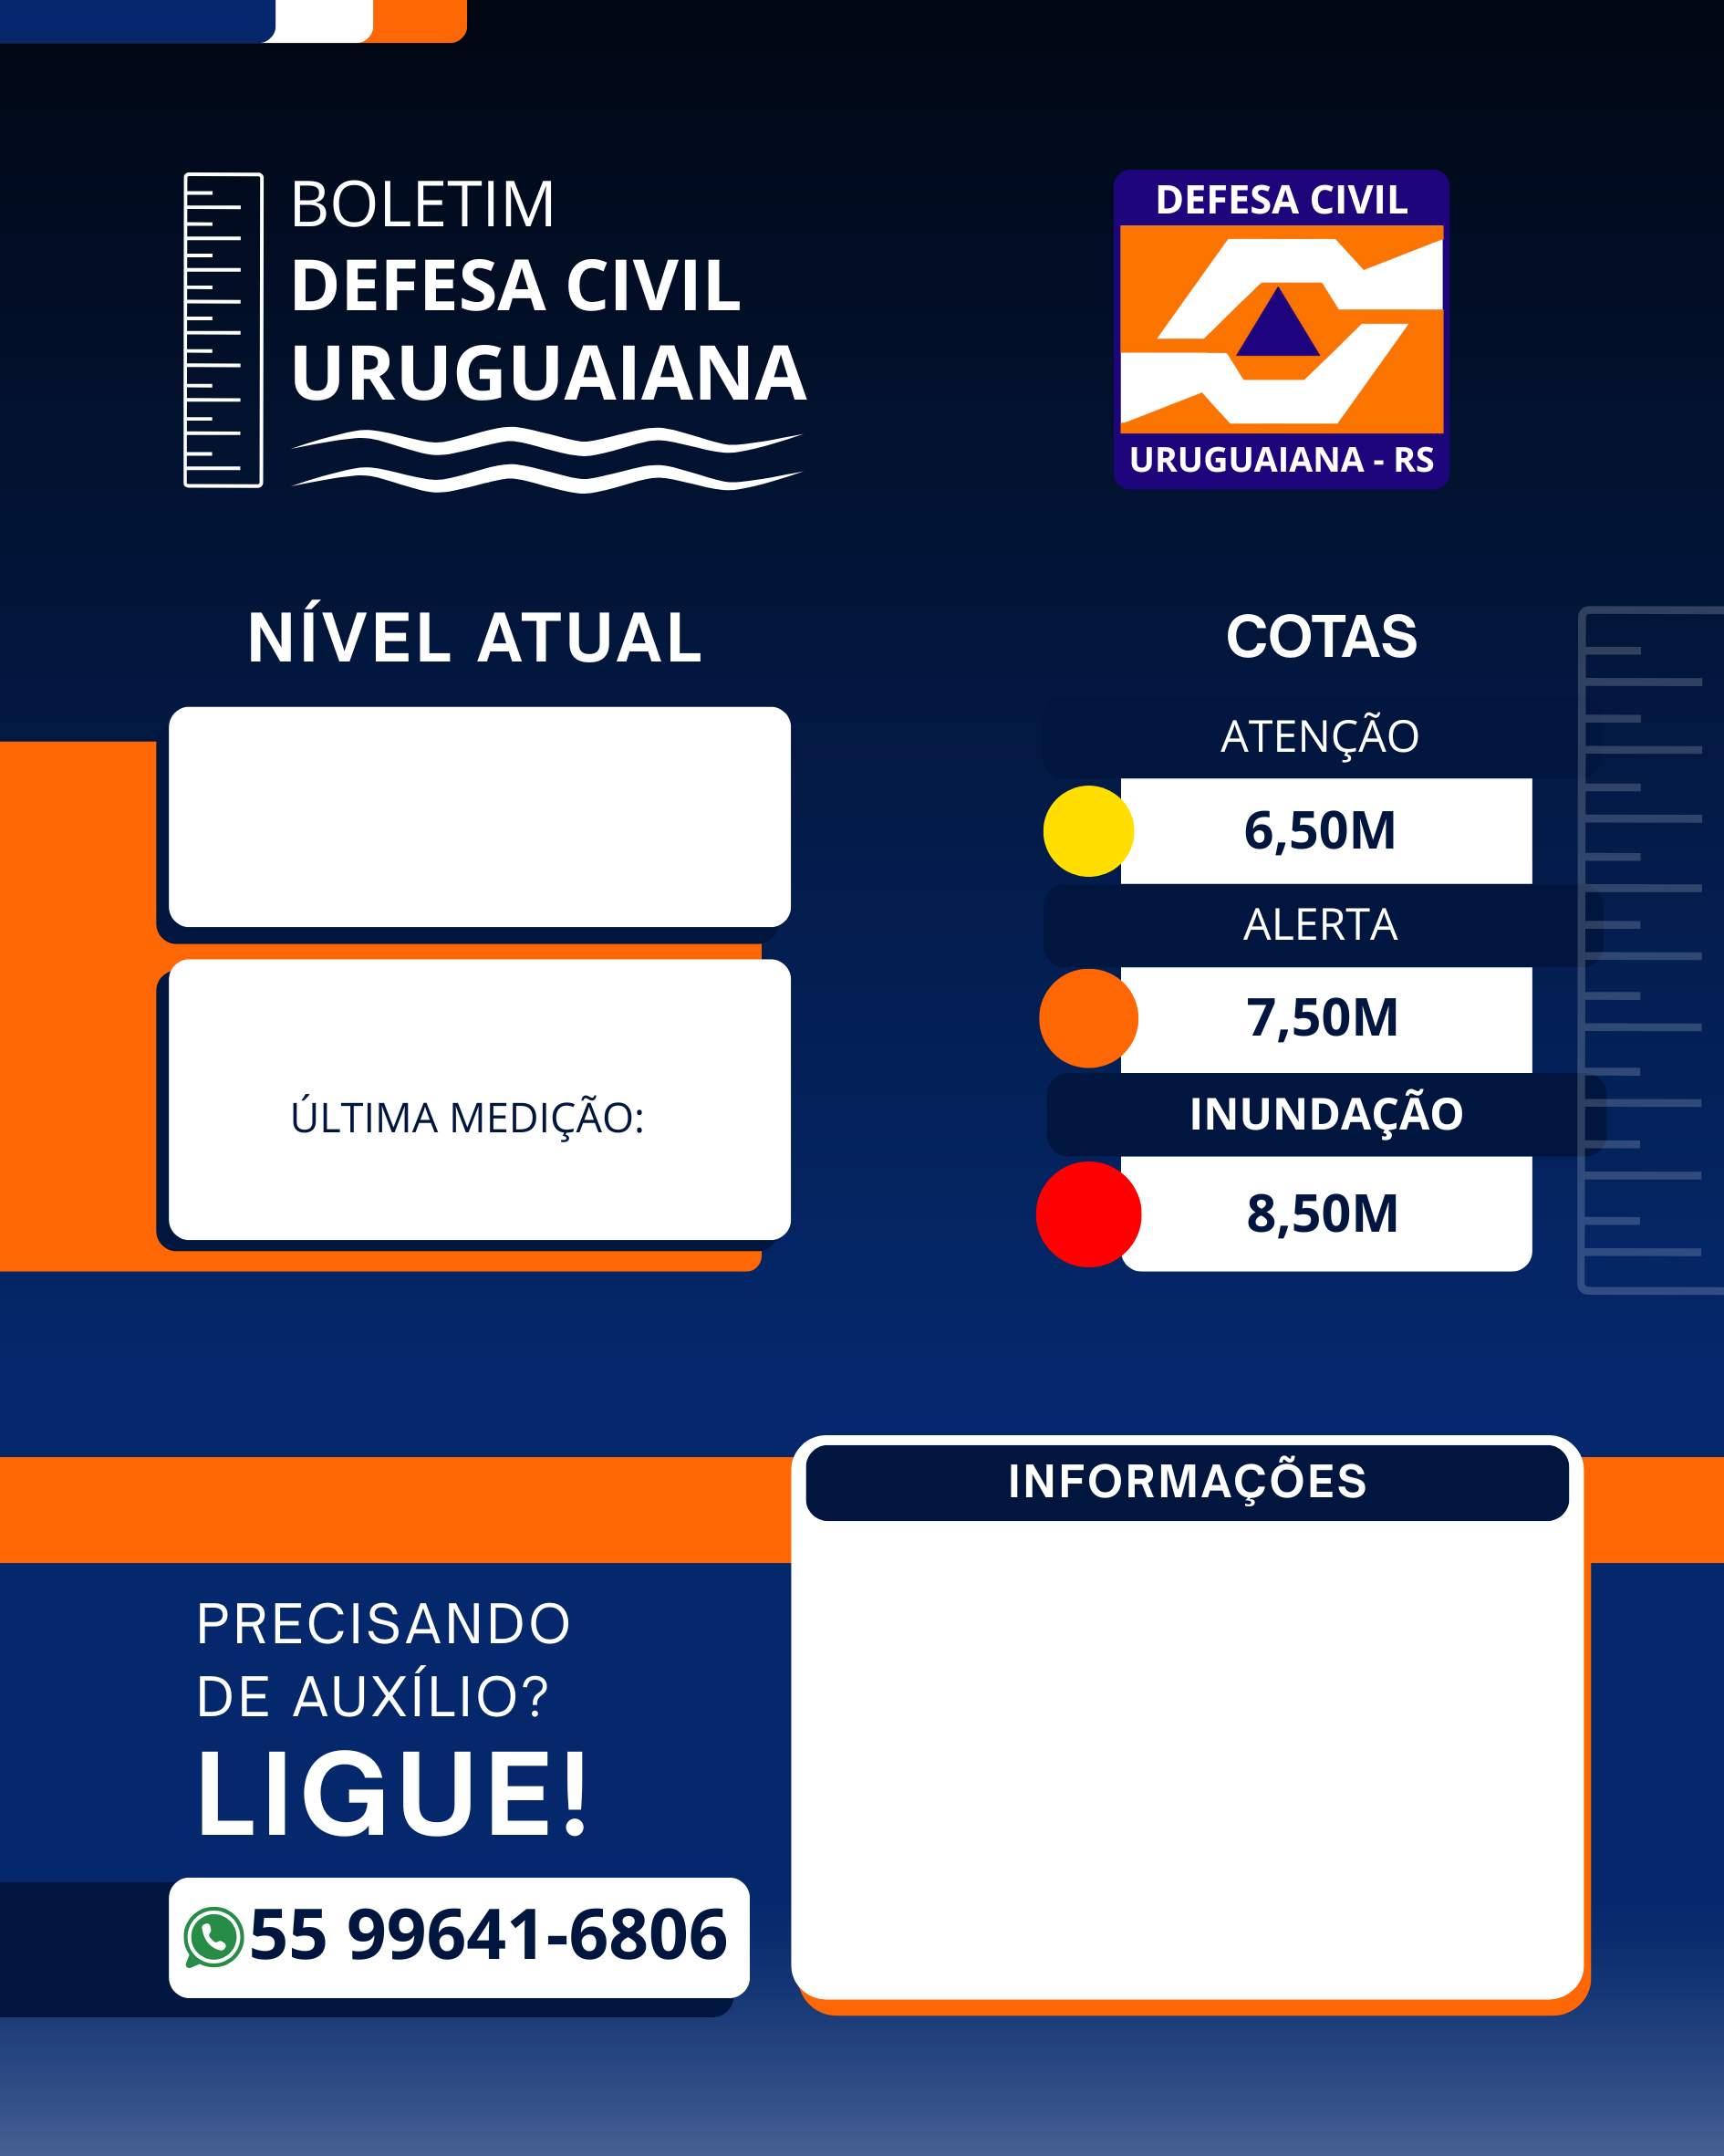 BOLETIM
DEFESA CIVIL
URUGUAIANA
DEFESA CIVIL
URUGUAIANA - RS
NÍVEL ATUAL
ÚLTIMA MEDIÇÃO:
COTAS
ATENÇÃO
6,50M
ALERTA
7,50M
INUNDAÇÃO
8,50M
INFORMAÇÕES
PRECISANDO
DE AUXÍLIO?
LIGUE!
55 99641-6806